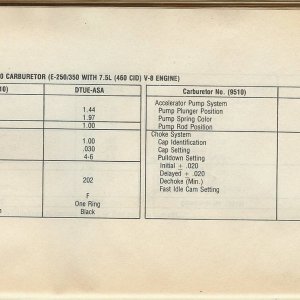 0 CARBURETOR (E-250/350 WITH 7.5L (460 CID) V-8 ENGINE)
10) DTUE-ASA
1.44
1.97
1.00
1.00
.030
4-6
202
F
One Ring
Black
Carburetor No. (9510)
Accelerator Pump System
Pump Plunger Position
Pump Spring Color
Pump Rod Position
Choke System
Cap Identification
Cap Setting
Pulldown Setting
Initial + .020
Delayed + .020
Dechoke (Min.)
Fast Idle Cam Setting